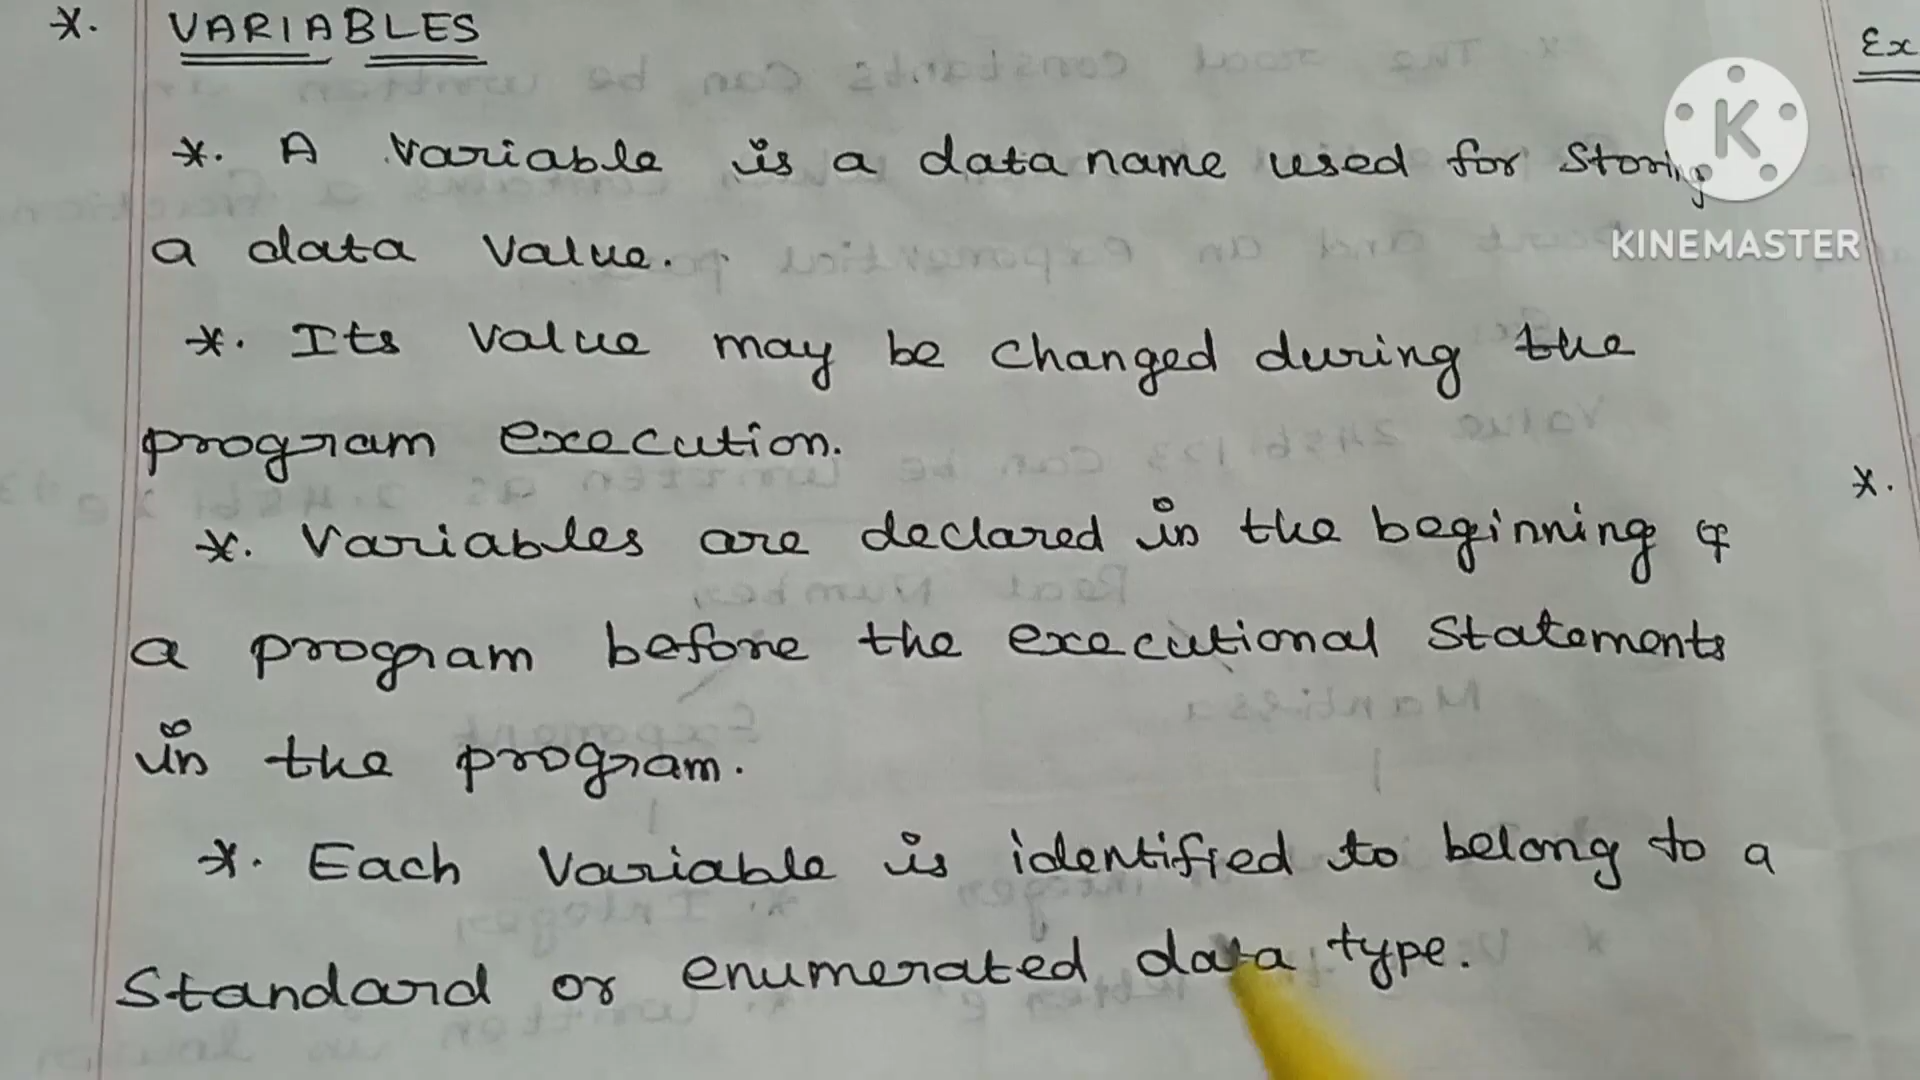 *. VARIABLES
Ex
*. A Variable is a data name used for Storing
a data Value.
KINEMASTER
*. Its Value may be changed during the
program execution.
*.
*. Variables are declared in the beginning of
a program before the executional Statements
in the program.
*. Each Variable is identified to belong to a
Standard or enumerated data type.